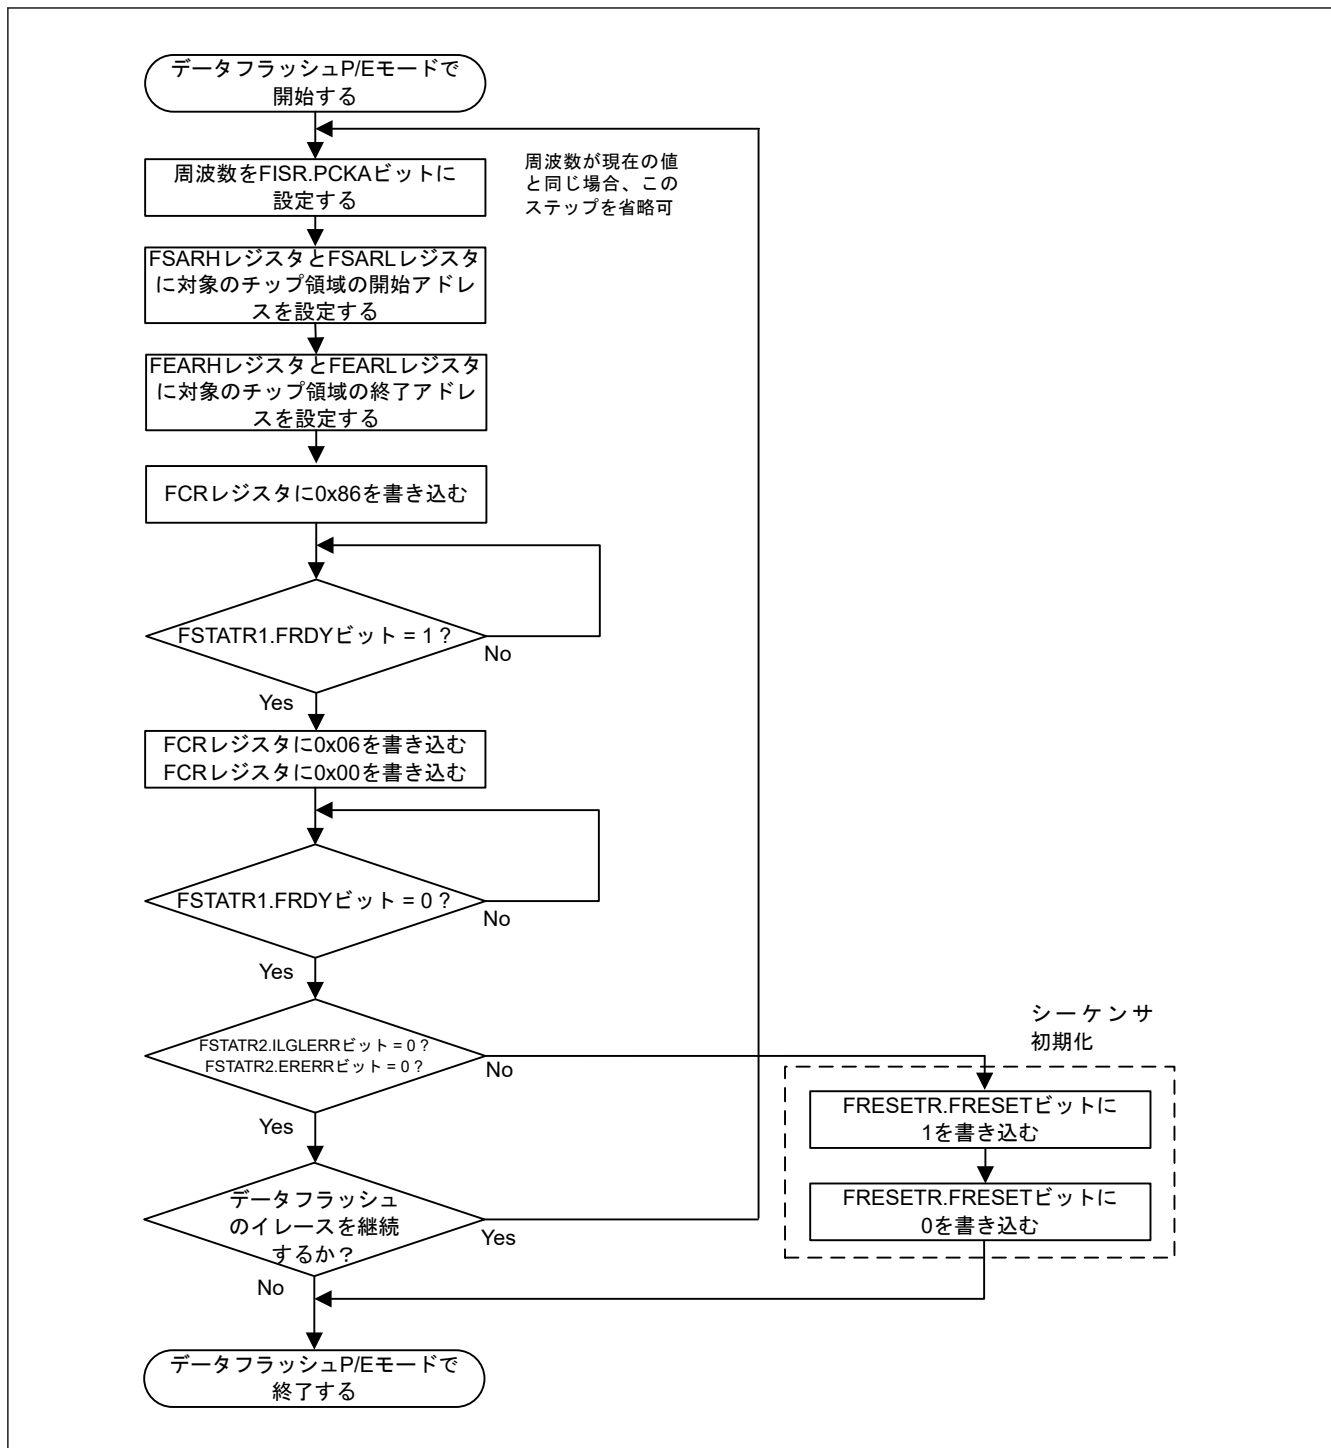 データフラッシュP/Eモードで
開始する
周波数をFISR.PCKAビットに
設定する
周波数が現在の値
と同じ場合、この
ステップを省略可
FSARHレジスタとFSARLレジスタ
に対象のチップ領域の開始アドレ
スを設定する
FEARHレジスタとFEARLレジスタ
に対象のチップ領域の終了アドレ
スを設定する
FCRレジスタに0x86を書き込む
FSTATR1.FRDYビット = 1 ?
No
Yes
FCRレジスタに0x06を書き込む
FCRレジスタに0x00を書き込む
FSTATR1.FRDYビット = 0 ?
No
Yes
FSTATR2.ILGLERRビット = 0 ?
FSTATR2.ERERRビット = 0 ?
No
Yes
シーケンサ
初期化
FRESETR.FRESETビットに
1を書き込む
FRESETR.FRESETビットに
0を書き込む
データフラッシュ
のイレースを継続
するか？
Yes
No
データフラッシュP/Eモードで
終了する